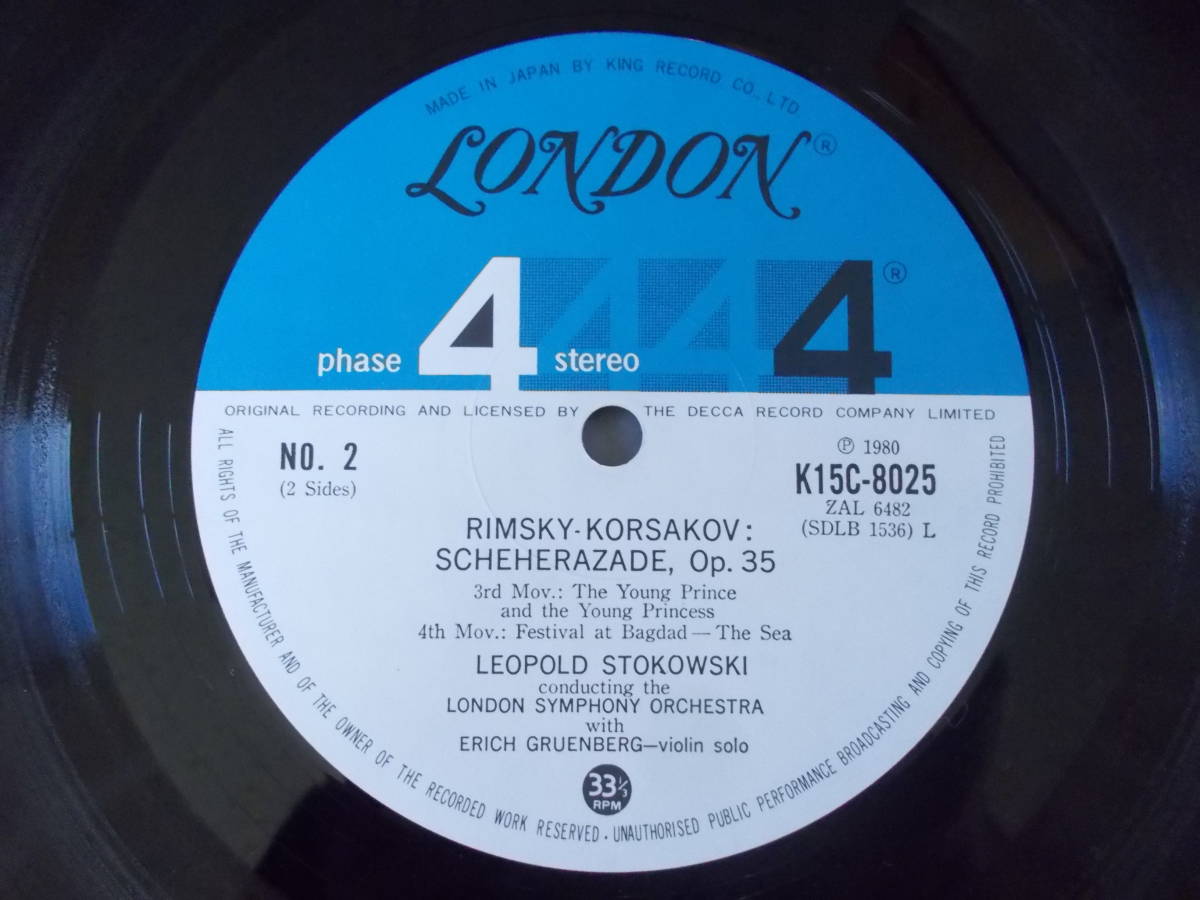 MADE IN JAPAN BY KING RECORD CO., LTD.
LONDON®
phase 4 stereo 4 4 4®
ORIGINAL RECORDING AND LICENSED BY THE DECCA RECORD COMPANY LIMITED
NO. 2
(2 Sides)
℗ 1980
K15C-8025
ZAL 6482
(SDLB 1536) L
RIMSKY-KORSAKOV:
SCHEHERAZADE, Op. 35
3rd Mov.: The Young Prince
and the Young Princess
4th Mov.: Festival at Bagdad — The Sea
LEOPOLD STOKOWSKI
conducting the
LONDON SYMPHONY ORCHESTRA
with
ERICH GRUENBERG—violin solo
33⅓
RPM
ALL RIGHTS OF THE MANUFACTURER AND OF THE OWNER OF THE RECORDED WORK RESERVED. UNAUTHORISED PUBLIC PERFORMANCE BROADCASTING AND COPYING OF THIS RECORD PROHIBITED